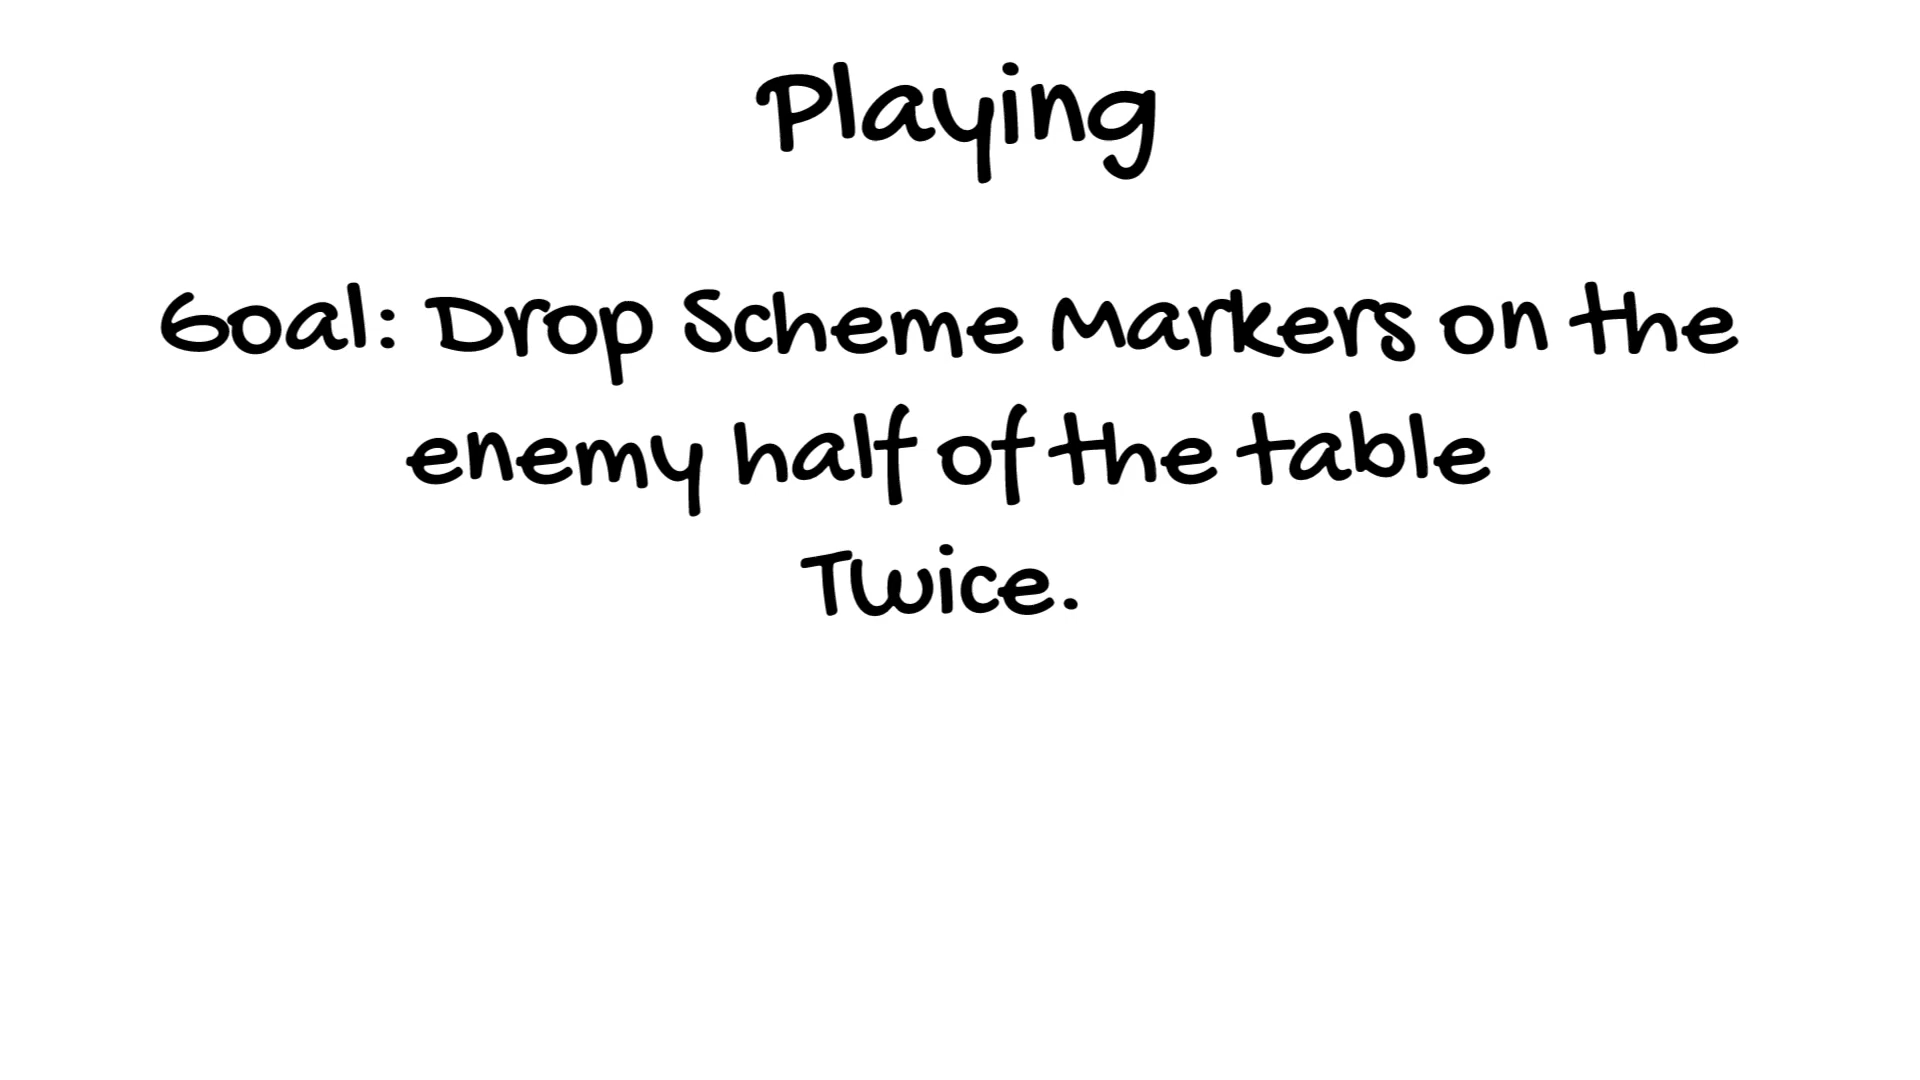 Playing
Goal: Drop Scheme Markers on the
enemy half of the table
Twice.